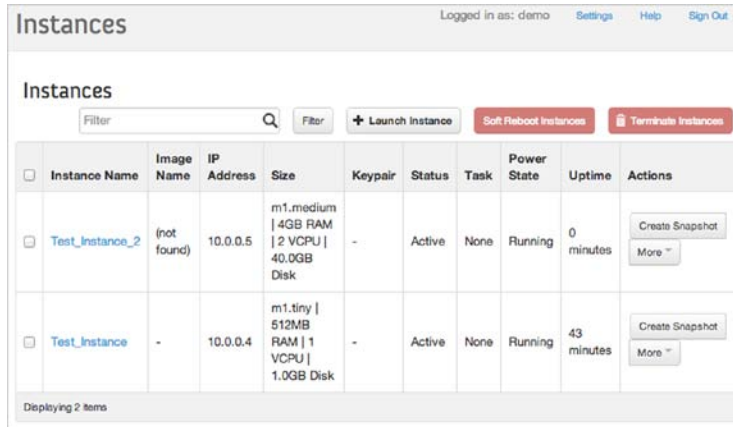 Instances
Logged in as: demo Settings Help Sign Out
Instances
Filter Filter + Launch Instance Soft Reboot Instances Terminate Instances
Instance Name Image Name IP Address Size Keypair Status Task Power State Uptime Actions
Test_Instance_2 (not found) 10.0.0.5 m1.medium | 4GB RAM | 2 VCPU | 40.0GB Disk - Active None Running 0 minutes Create Snapshot More
Test_Instance - 10.0.0.4 m1.tiny | 512MB RAM | 1 VCPU | 1.0GB Disk - Active None Running 43 minutes Create Snapshot More
Displaying 2 items